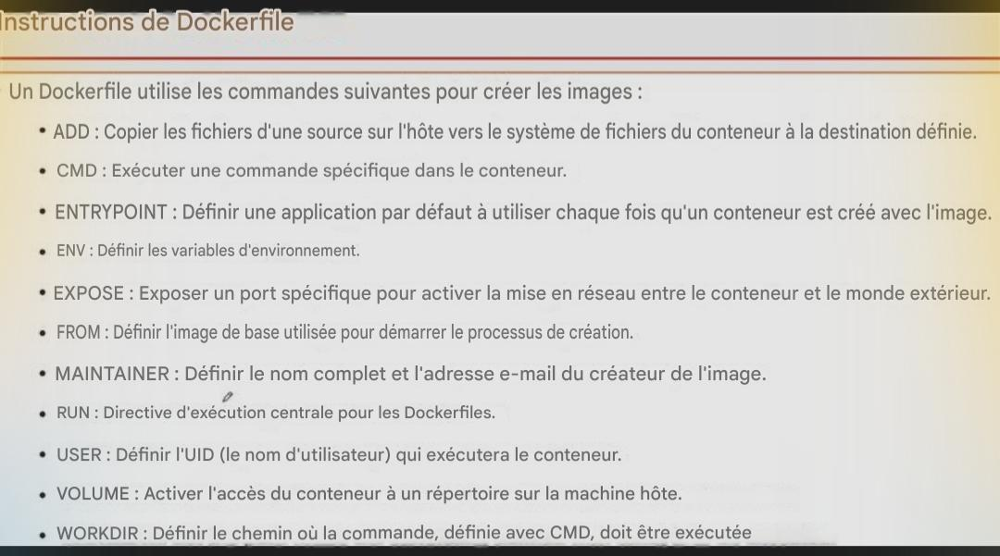 Instructions de Dockerfile
Un Dockerfile utilise les commandes suivantes pour créer les images :
• ADD : Copier les fichiers d'une source sur l'hôte vers le système de fichiers du conteneur à la destination définie.
• CMD : Exécuter une commande spécifique dans le conteneur.
• ENTRYPOINT : Définir une application par défaut à utiliser chaque fois qu'un conteneur est créé avec l'image.
• ENV : Définir les variables d'environnement.
• EXPOSE : Exposer un port spécifique pour activer la mise en réseau entre le conteneur et le monde extérieur.
• FROM : Définir l'image de base utilisée pour démarrer le processus de création.
• MAINTAINER : Définir le nom complet et l'adresse e-mail du créateur de l'image.
• RUN : Directive d'exécution centrale pour les Dockerfiles.
• USER : Définir l'UID (le nom d'utilisateur) qui exécutera le conteneur.
• VOLUME : Activer l'accès du conteneur à un répertoire sur la machine hôte.
• WORKDIR : Définir le chemin où la commande, définie avec CMD, doit être exécutée